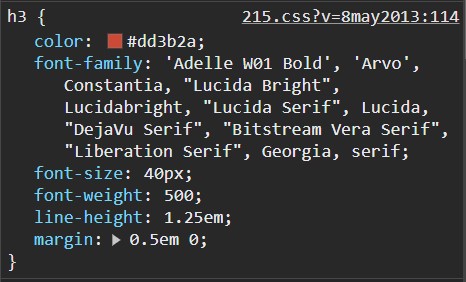 h3 { 215.css?v=8may2013:114
color: #dd3b2a;
font-family: 'Adelle W01 Bold', 'Arvo',
Constantia, "Lucida Bright",
Lucidabright, "Lucida Serif", Lucida,
"DejaVu Serif", "Bitstream Vera Serif",
"Liberation Serif", Georgia, serif;
font-size: 40px;
font-weight: 500;
line-height: 1.25em;
margin: ▶ 0.5em 0;
}